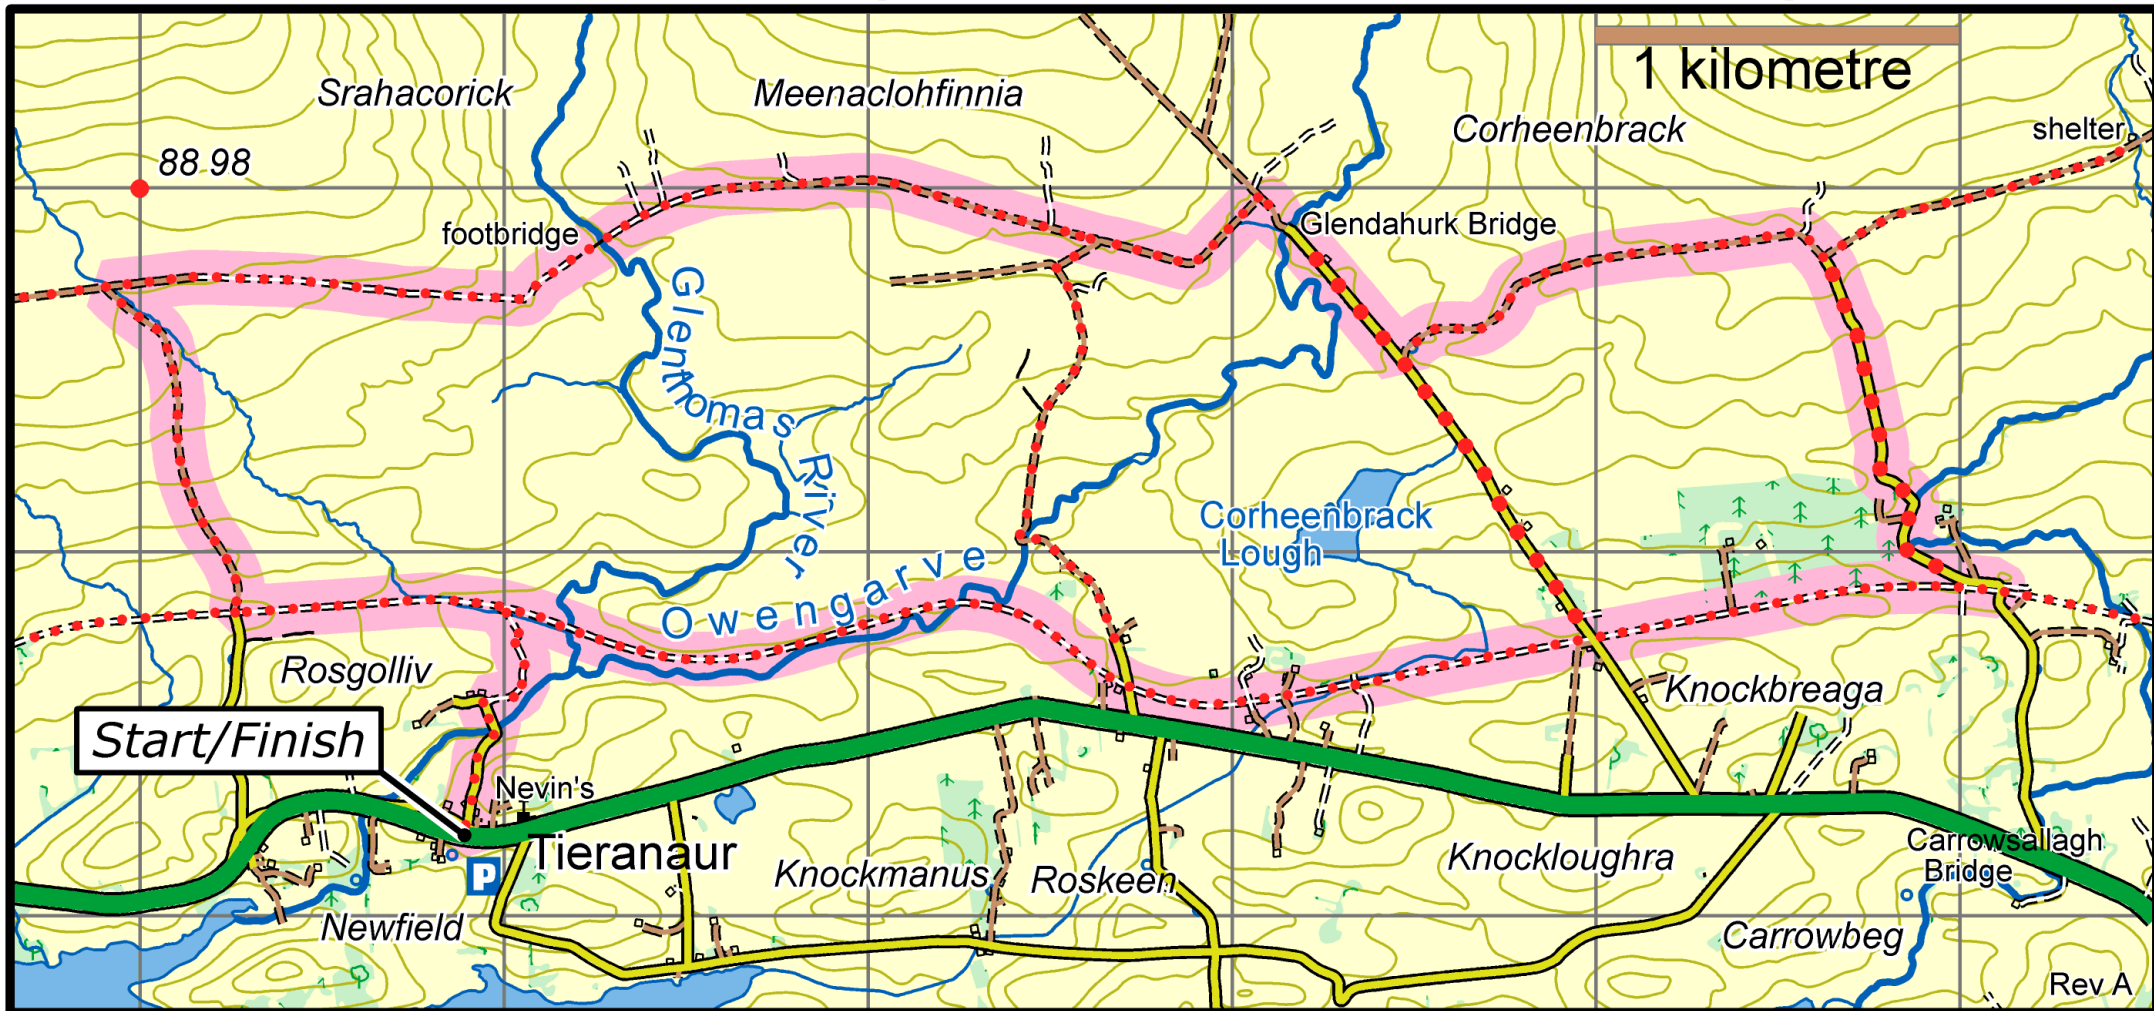 1 kilometre
Srahacorick
Meenaclohfinnia
Corheenbrack
shelter
88 98
footbridge
Glendahurk Bridge
Glenthomas River
Corheenbrack
Lough
Owengarve
Rosgolliv
Knockbreaga
Start/Finish
Nevin's
P
Tieranaur
Knockmanus
Roskeen
Knockloughra
Carrowsallagh
Bridge
Newfield
Carrowbeg
Rev A